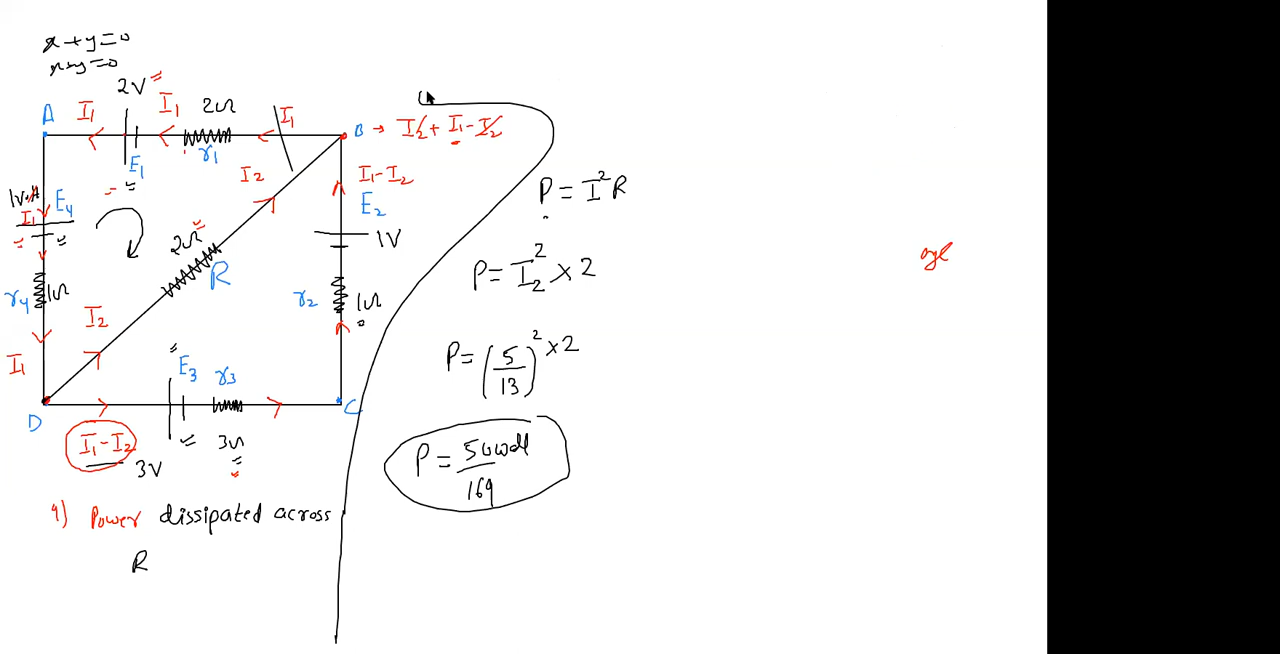 x + y = 0
x+y = 0
2V
A
I₁
I₁
2Ω
I₁
B → I₂ + I₁ - I₂
E₁
r₁
I₂
I₁-I₂
E₂
1V
E₄
I₁
2Ω
R
r₄
1Ω
r₂
1Ω
I₂
I₁
E₃
r₃
D
C
I₁-I₂
3V
3Ω
4) Power dissipated across
R
P = I²R
P = I₂² × 2
P = (5/13)² × 2
P = 50 watt/169